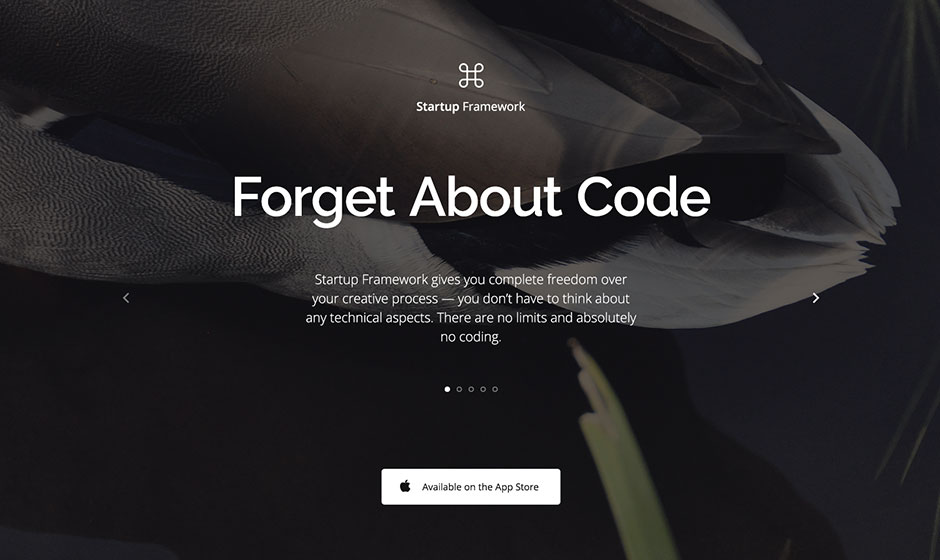 Startup Framework
Forget About Code
Startup Framework gives you complete freedom over
your creative process — you don’t have to think about
any technical aspects. There are no limits and absolutely
no coding.
Available on the App Store